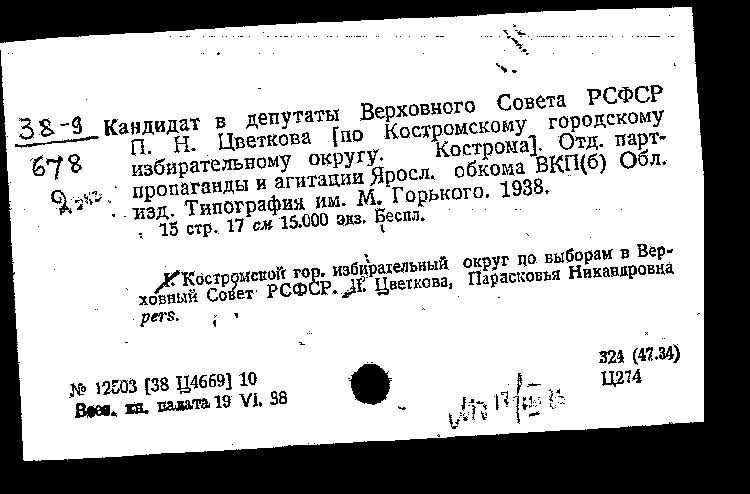 38-9
678
2 экз.
Кандидат в депутаты Верховного Совета РСФСР
П. Н. Цветкова [по Костромскому городскому
избирательному округу. Кострома]. Отд. парт-
пропаганды и агитации Яросл. обкома ВКП(б) Обл.
изд. Типография им. М. Горького. 1938.
15 стр. 17 см 15.000 экз. Беспл.
I. Костромской гор. избирательный округ по выборам в Вер-
ховный Совет РСФСР. II. Цветкова, Парасковья Никандровна
pers.
№ 12503 [38 Ц4669] 10
Всес. кн. палата 19 VI. 38
324 (47.34)
Ц274